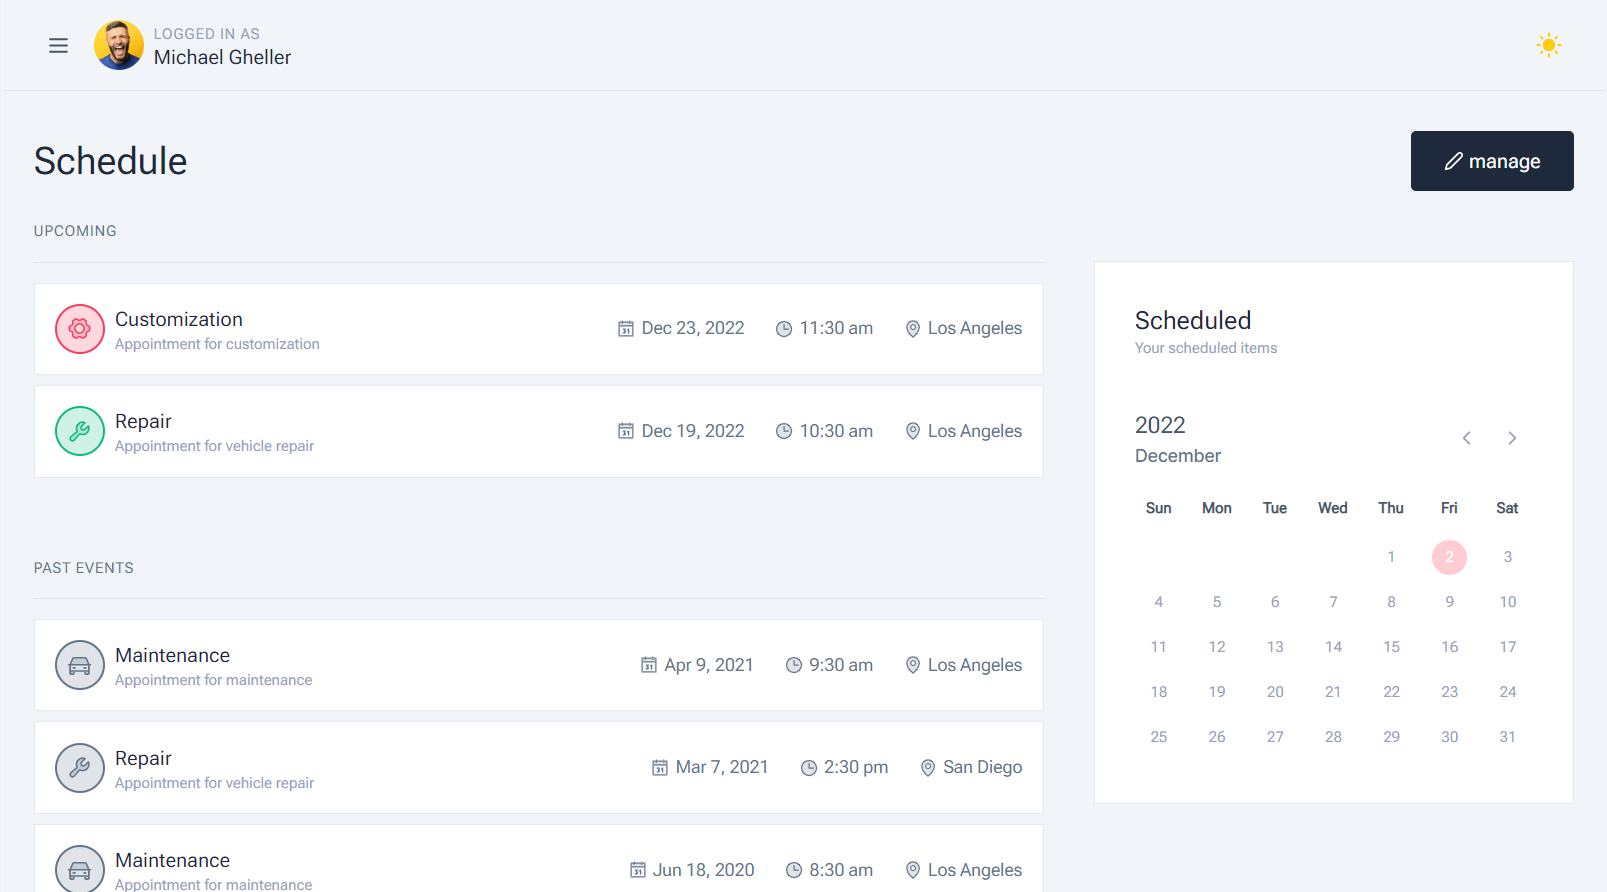 LOGGED IN AS
Michael Gheller
Schedule
manage
UPCOMING
Customization
Appointment for customization
Dec 23, 2022
11:30 am
Los Angeles
Repair
Appointment for vehicle repair
Dec 19, 2022
10:30 am
Los Angeles
PAST EVENTS
Maintenance
Appointment for maintenance
Apr 9, 2021
9:30 am
Los Angeles
Repair
Appointment for vehicle repair
Mar 7, 2021
2:30 pm
San Diego
Maintenance
Appointment for maintenance
Jun 18, 2020
8:30 am
Los Angeles
Scheduled
Your scheduled items
2022
December
Sun Mon Tue Wed Thu Fri Sat
1 2 3
4 5 6 7 8 9 10
11 12 13 14 15 16 17
18 19 20 21 22 23 24
25 26 27 28 29 30 31